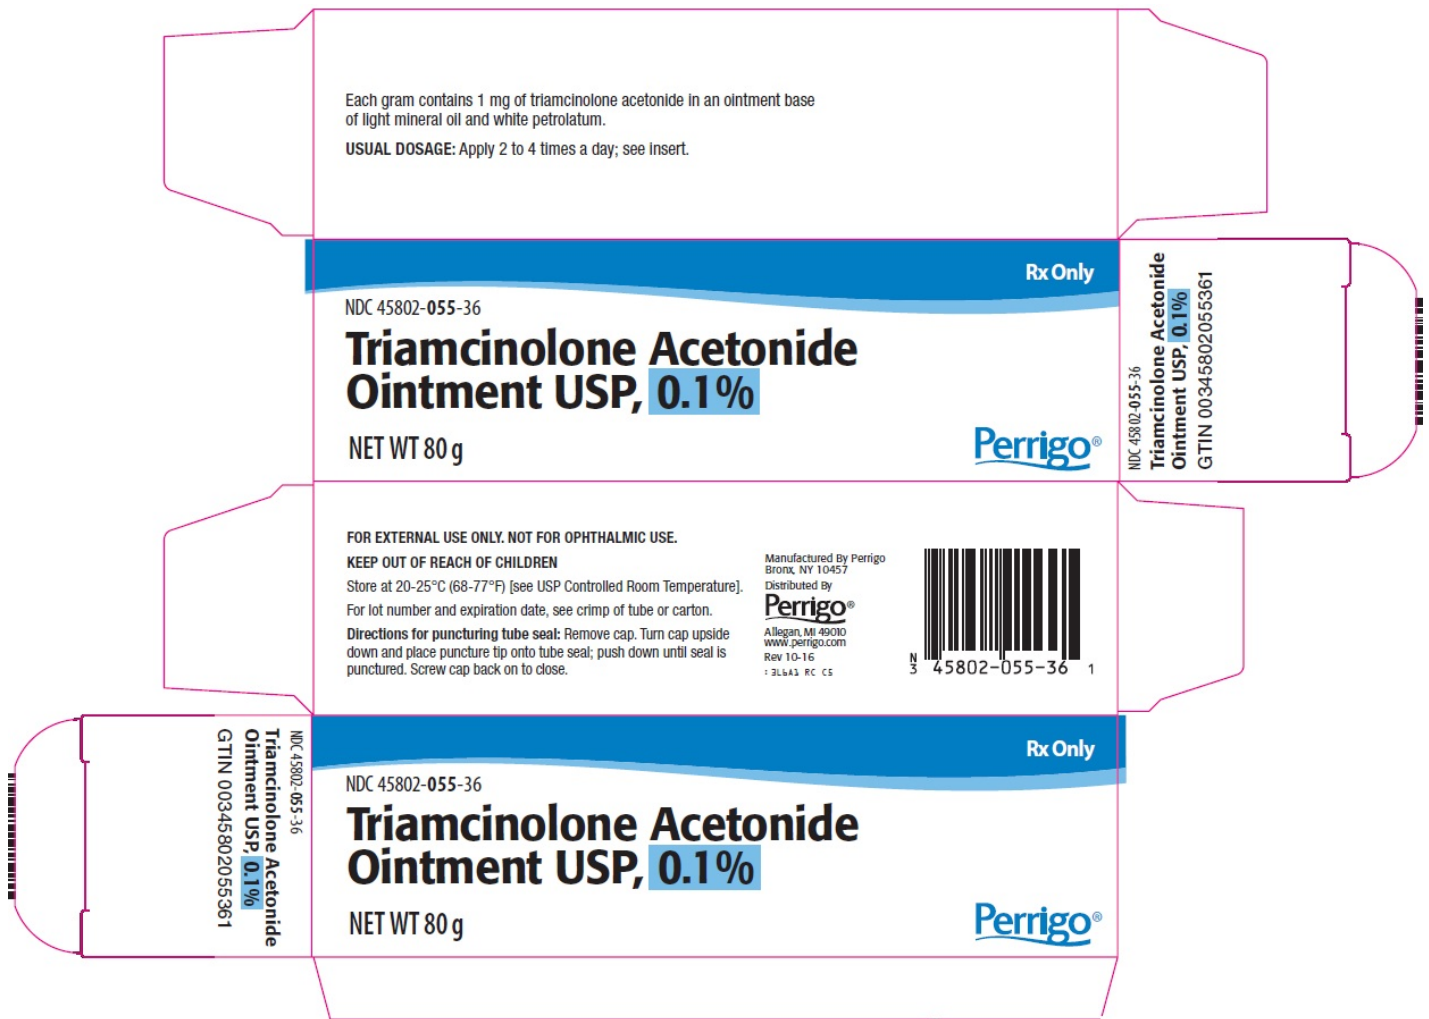 Each gram contains 1 mg of triamcinolone acetonide in an ointment base
of light mineral oil and white petrolatum.
USUAL DOSAGE: Apply 2 to 4 times a day; see insert.
Rx Only
NDC 45802-055-36
Triamcinolone Acetonide
Ointment USP, 0.1%
NET WT 80 g
Perrigo®
NDC 45802-055-36
Triamcinolone Acetonide
Ointment USP, 0.1%
GTIN 00345802055361
FOR EXTERNAL USE ONLY. NOT FOR OPHTHALMIC USE.
KEEP OUT OF REACH OF CHILDREN
Store at 20-25°C (68-77°F) [see USP Controlled Room Temperature].
For lot number and expiration date, see crimp of tube or carton.
Directions for puncturing tube seal: Remove cap. Turn cap upside
down and place puncture tip onto tube seal; push down until seal is
punctured. Screw cap back on to close.
Manufactured By Perrigo
Bronx, NY 10457
Distributed By
Perrigo®
Allegan, MI 49010
www.perrigo.com
Rev 10-16
: 3L6A1 RC C5
N
3 45802-055-36 1
NDC 45802-055-36
Triamcinolone Acetonide
Ointment USP, 0.1%
GTIN 00345802055361
Rx Only
NDC 45802-055-36
Triamcinolone Acetonide
Ointment USP, 0.1%
NET WT 80 g
Perrigo®